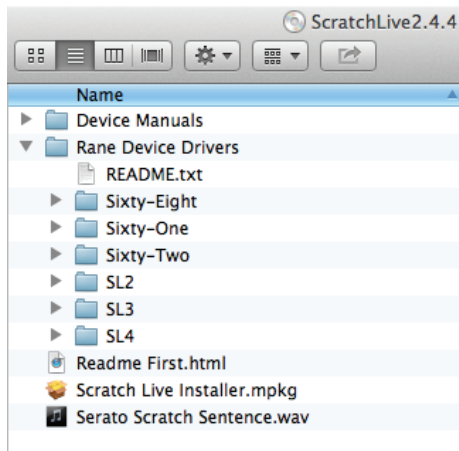 ScratchLive2.4.4
Name
Device Manuals
Rane Device Drivers
README.txt
Sixty-Eight
Sixty-One
Sixty-Two
SL2
SL3
SL4
Readme First.html
Scratch Live Installer.mpkg
Serato Scratch Sentence.wav